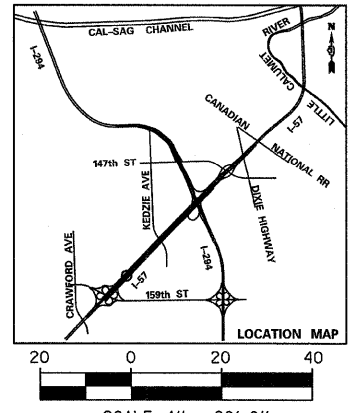 I-294
CAL-SAG CHANNEL
RIVER
N
CALUMET
LITTLE
CANADIAN
NATIONAL RR
I-57
147th ST
KEDZIE AVE
DIXIE HIGHWAY
CRAWFORD AVE
I-57
I-294
159th ST
LOCATION MAP
20 0 20 40